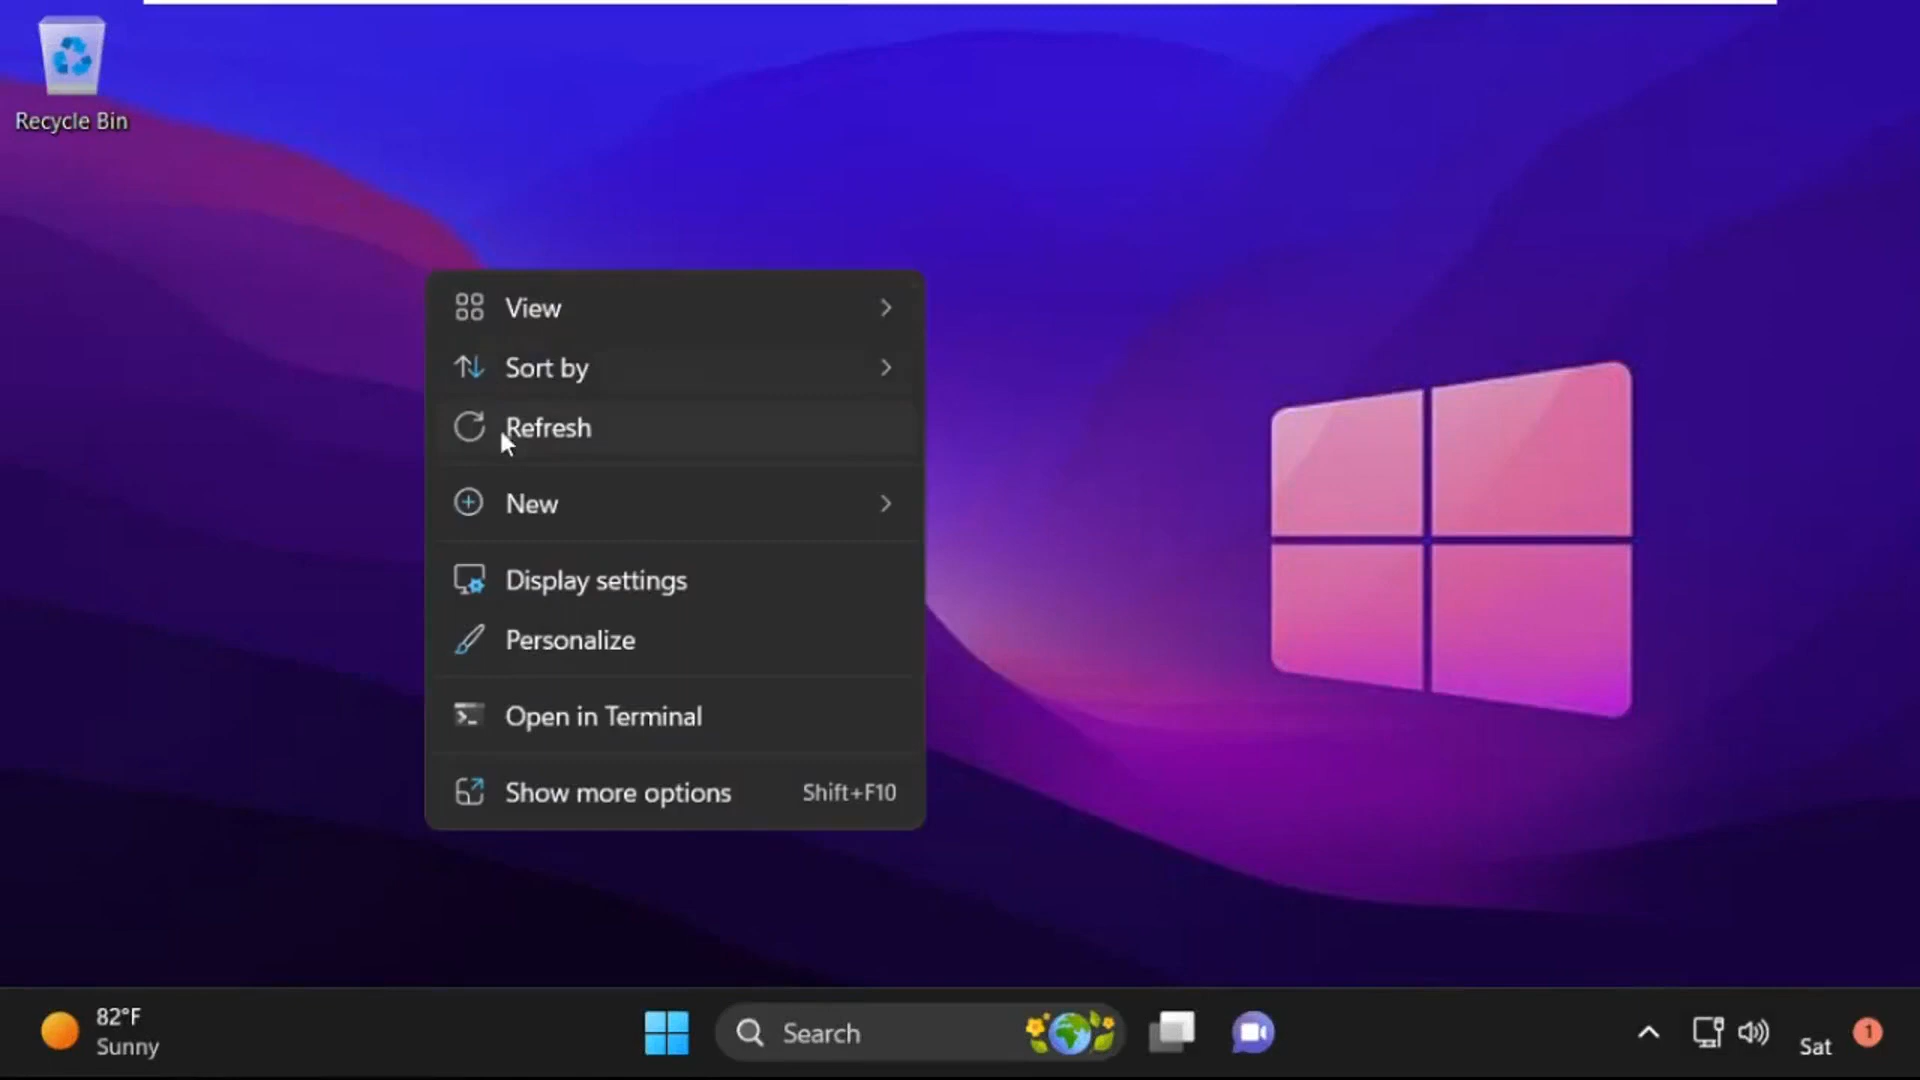 Recycle Bin
View
Sort by
Refresh
New
Display settings
Personalize
Open in Terminal
Show more options Shift+F10
82°F
Sunny
Search
Sat
1